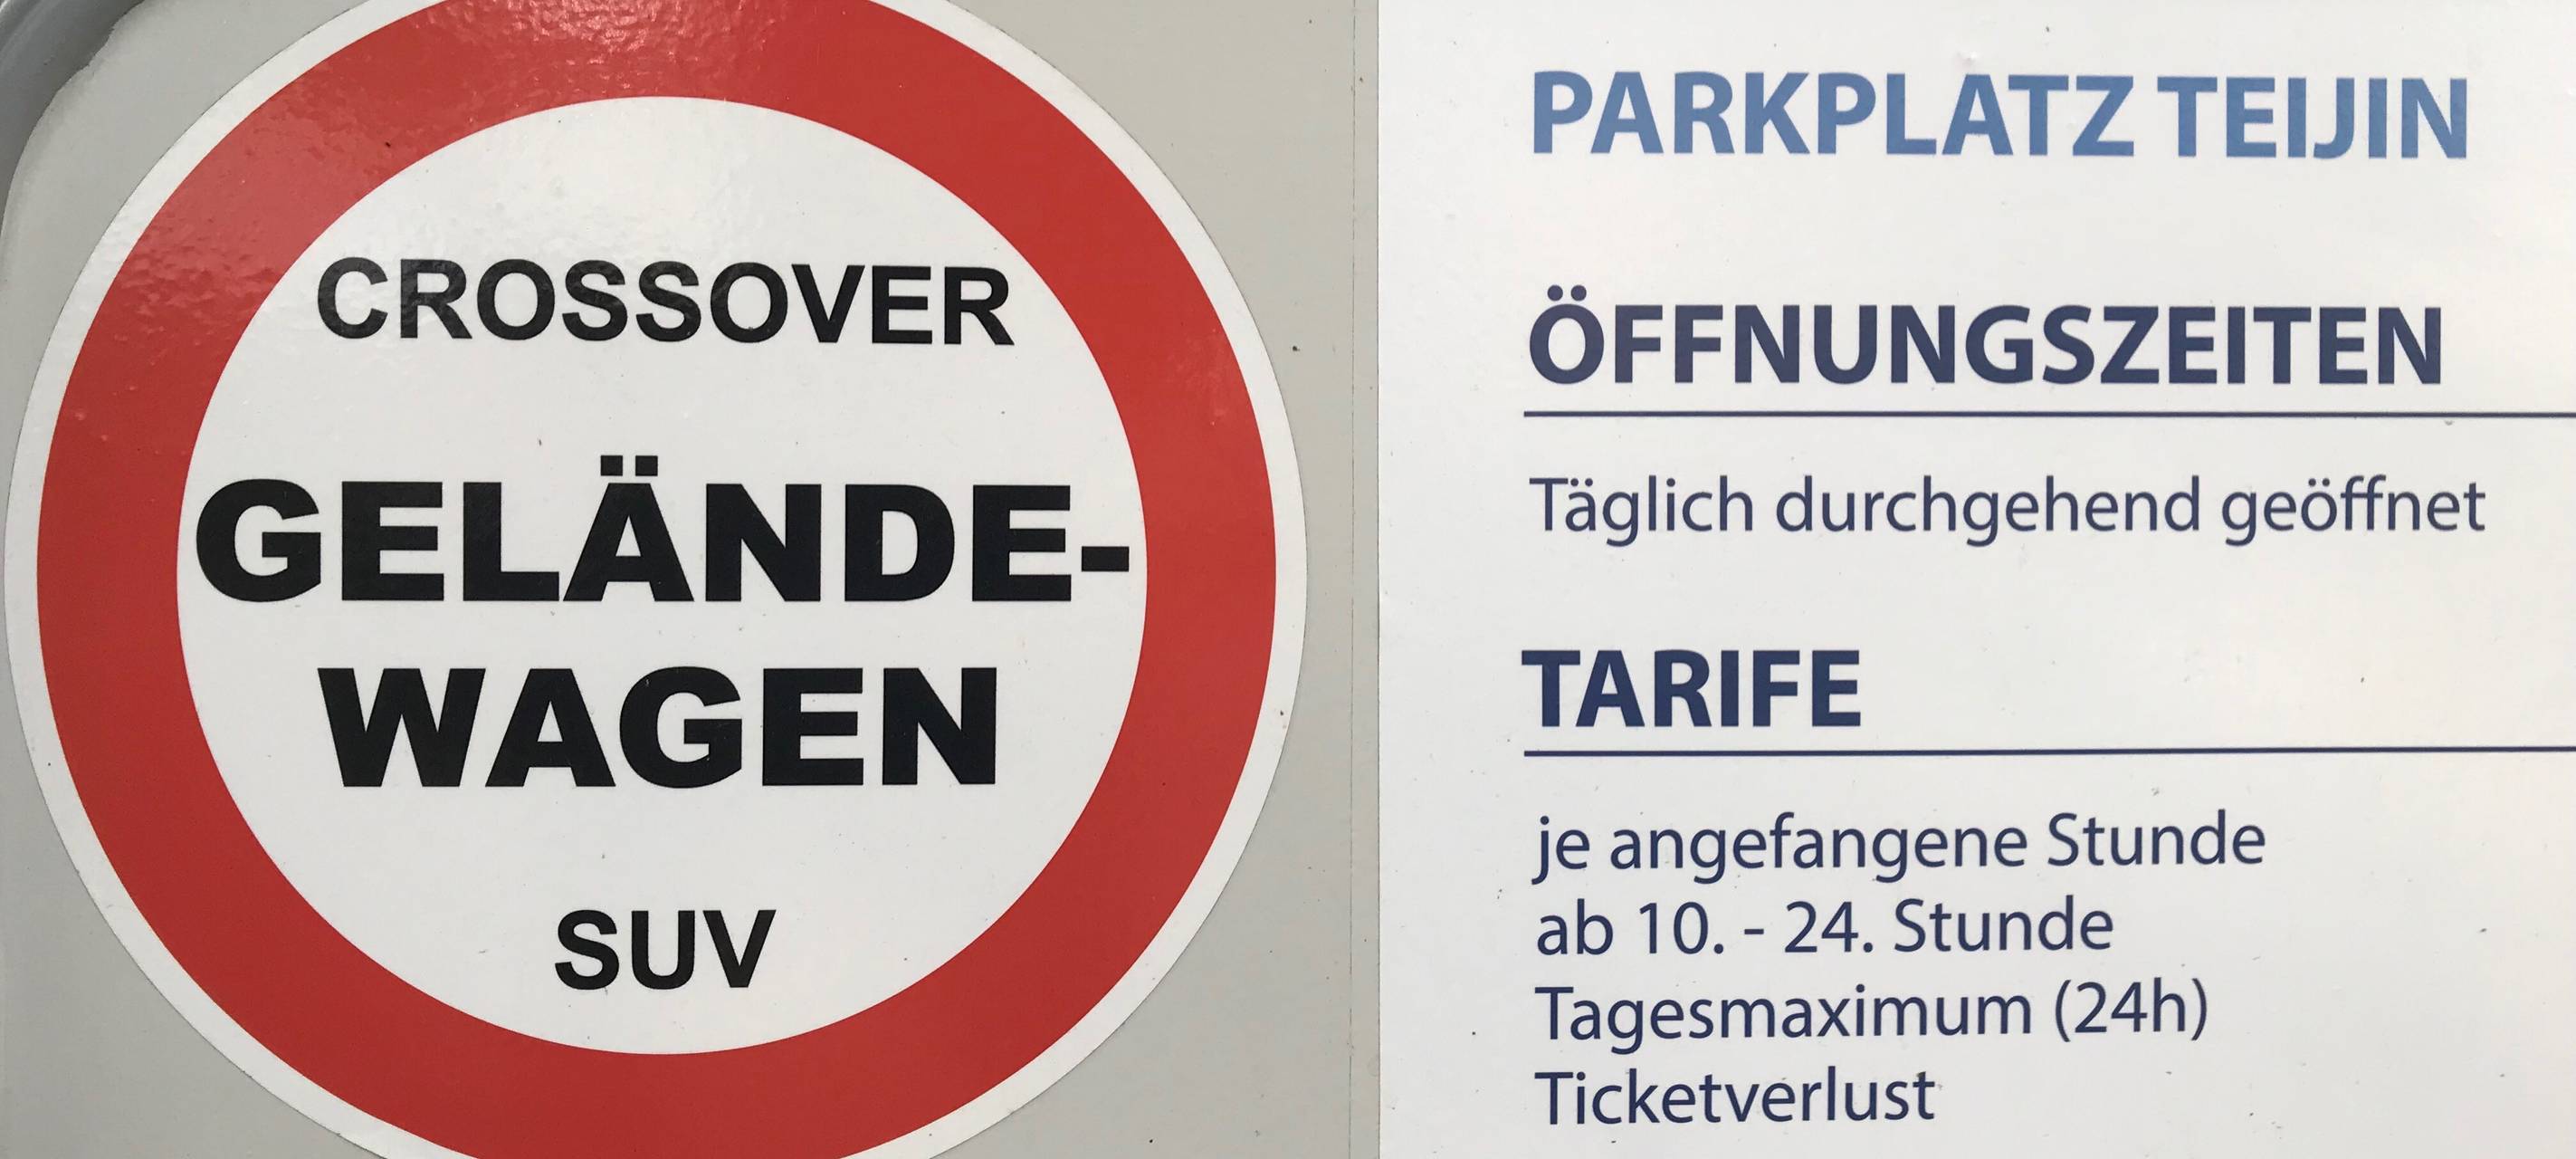 CROSSOVER
GELÄNDE-
WAGEN
SUV
PARKPLATZ TEIJIN
ÖFFNUNGSZEITEN
Täglich durchgehend geöffnet
TARIFE
je angefangene Stunde
ab 10. - 24. Stunde
Tagesmaximum (24h)
Ticketverlust